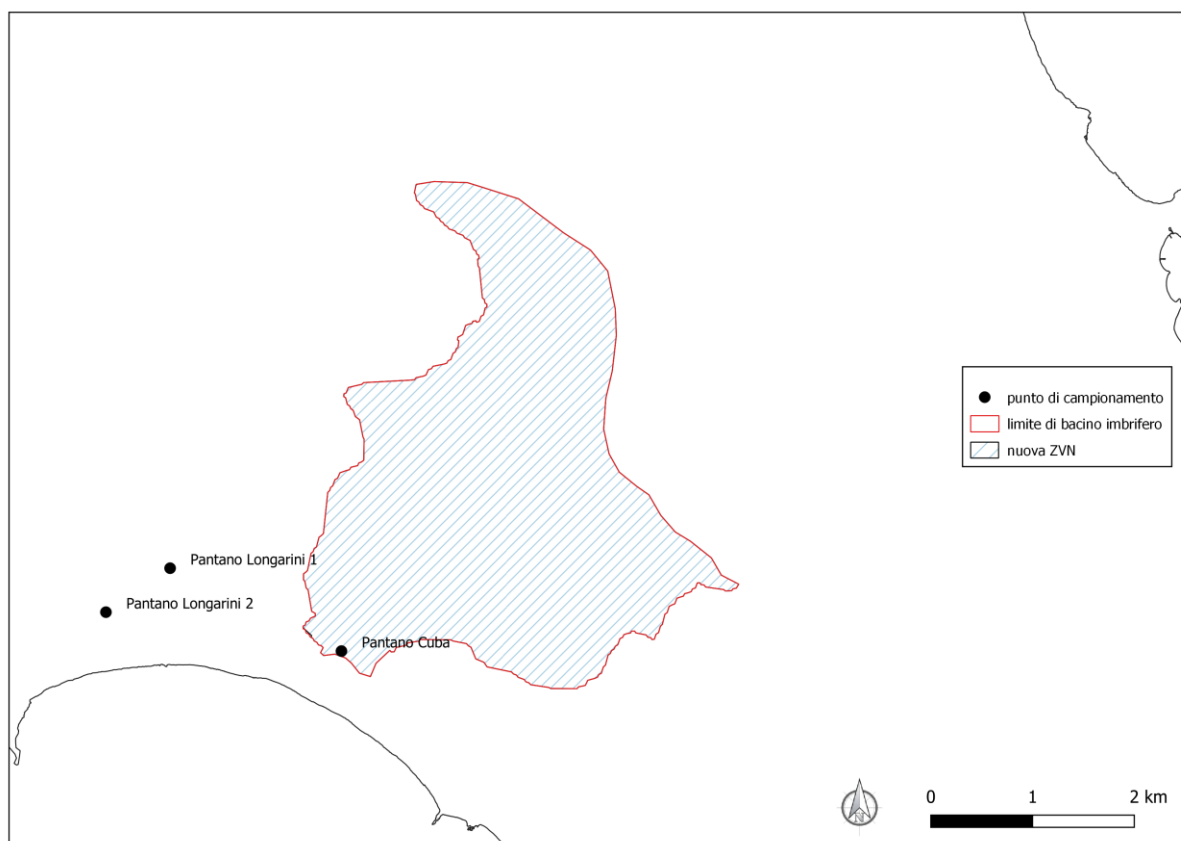 punto di campionamento
limite di bacino imbrifero
nuova ZVN
Pantano Longarini 1
Pantano Longarini 2
Pantano Cuba
N
0 1 2 km